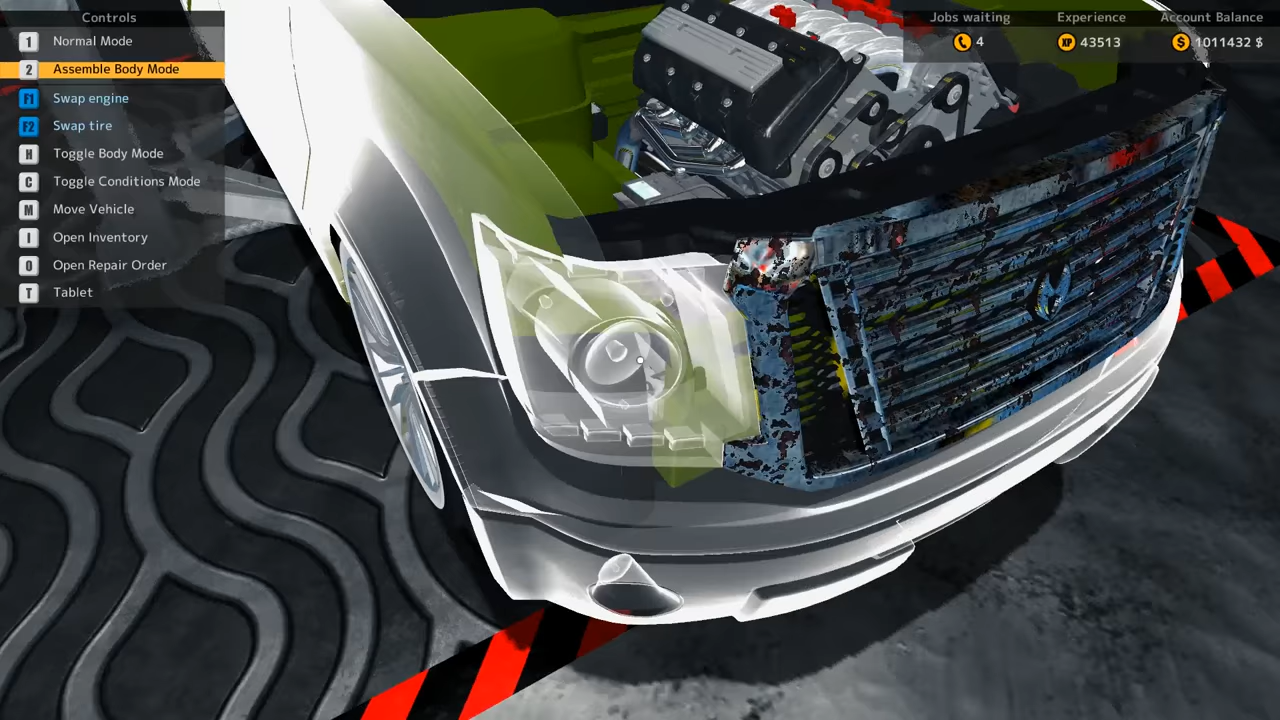 Controls
1 Normal Mode
2 Assemble Body Mode
F1 Swap engine
F2 Swap tire
H Toggle Body Mode
C Toggle Conditions Mode
M Move Vehicle
I Open Inventory
O Open Repair Order
T Tablet
Jobs waiting Experience Account Balance
4 XP 43513 $ 1011432 $